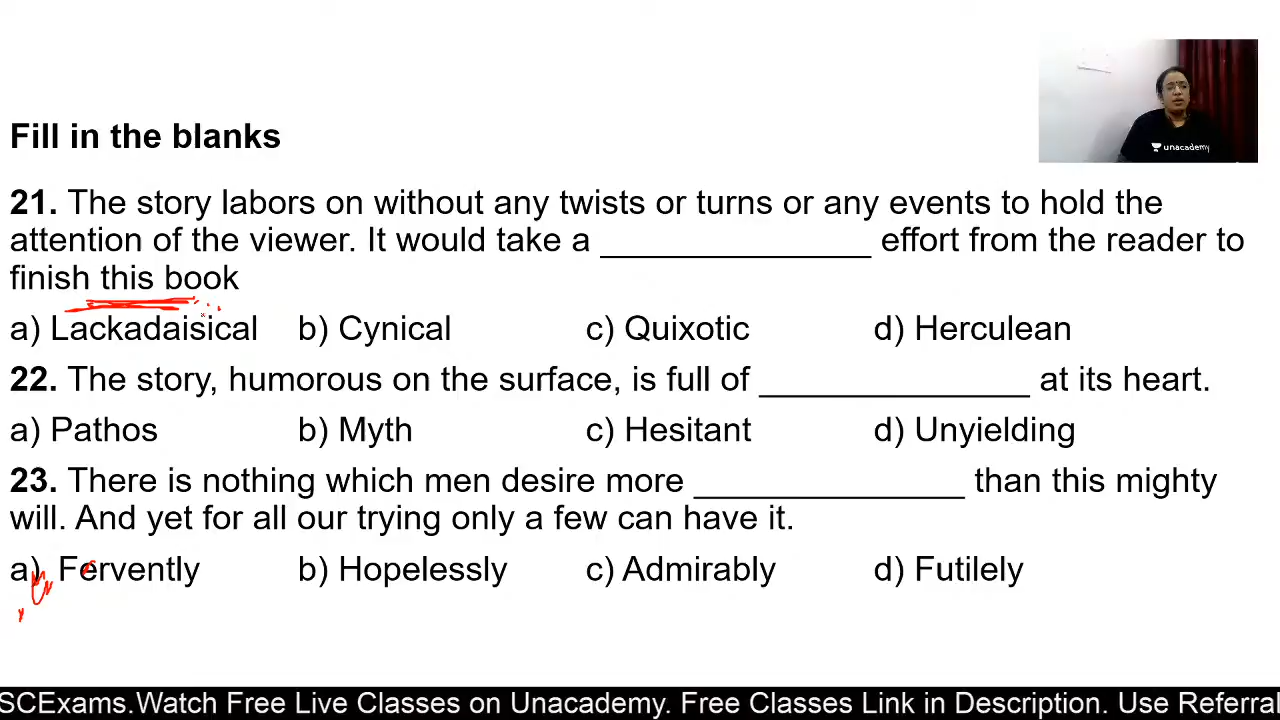 Fill in the blanks
unacademy
21. The story labors on without any twists or turns or any events to hold the
attention of the viewer. It would take a _______________ effort from the reader to
finish this book
a) Lackadaisical b) Cynical c) Quixotic d) Herculean
22. The story, humorous on the surface, is full of _______________ at its heart.
a) Pathos b) Myth c) Hesitant d) Unyielding
23. There is nothing which men desire more _______________ than this mighty
will. And yet for all our trying only a few can have it.
a) Fervently b) Hopelessly c) Admirably d) Futilely
SCExams.Watch Free Live Classes on Unacademy. Free Classes Link in Description. Use Referral